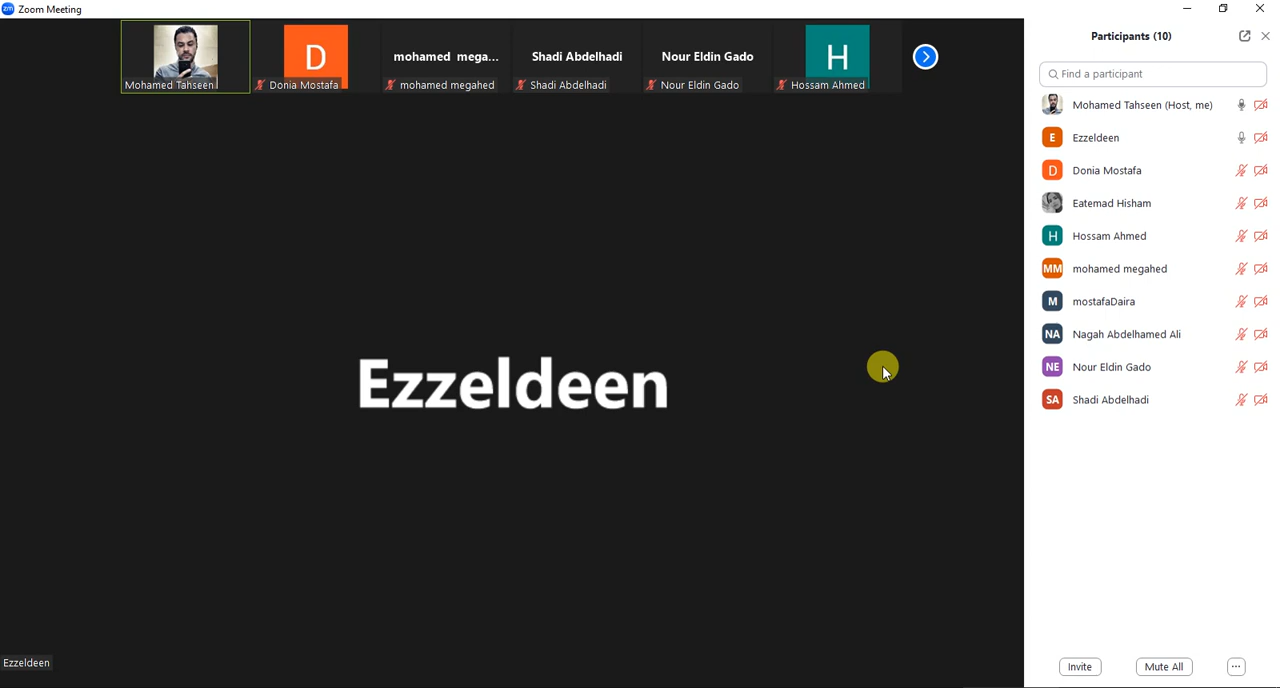 zm Zoom Meeting
D
mohamed mega...
Shadi Abdelhadi
Nour Eldin Gado
H
Mohamed Tahseen
Donia Mostafa
mohamed megahed
Shadi Abdelhadi
Nour Eldin Gado
Hossam Ahmed
Ezzeldeen
Ezzeldeen
Participants (10)
Find a participant
Mohamed Tahseen (Host, me)
E Ezzeldeen
D Donia Mostafa
Eatemad Hisham
H Hossam Ahmed
MM mohamed megahed
M mostafaDaira
NA Nagah Abdelhamed Ali
NE Nour Eldin Gado
SA Shadi Abdelhadi
Invite
Mute All
...